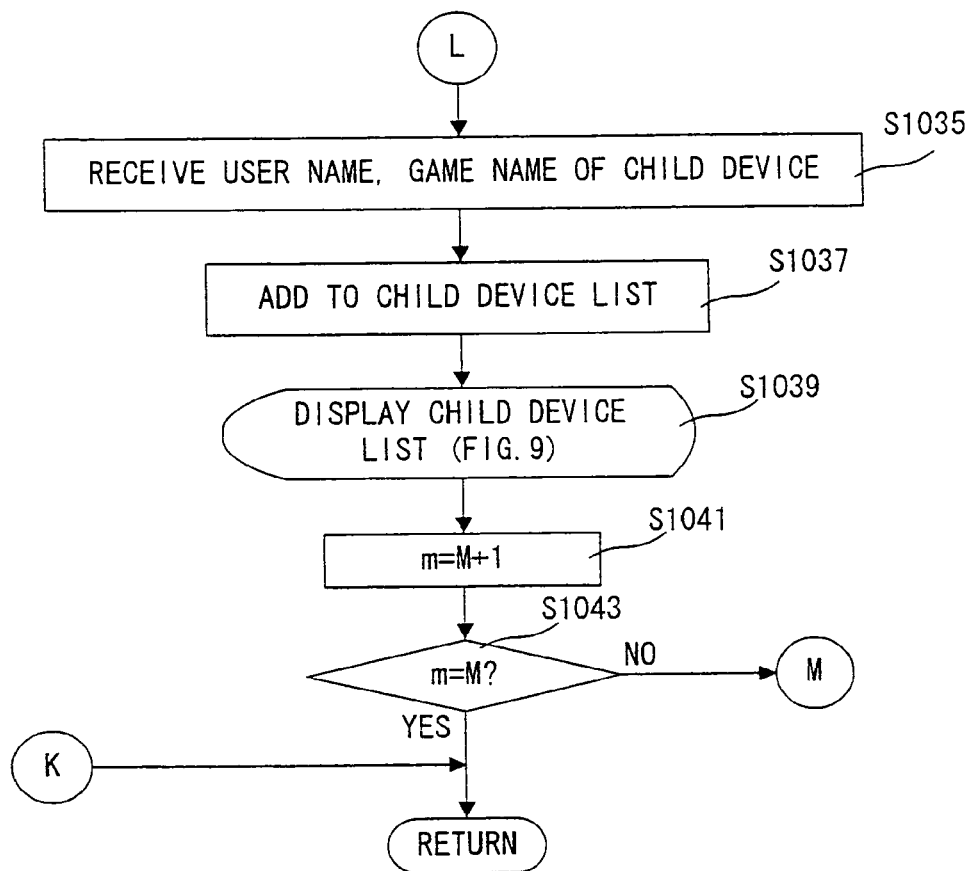 L
S1035
RECEIVE USER NAME, GAME NAME OF CHILD DEVICE
S1037
ADD TO CHILD DEVICE LIST
S1039
DISPLAY CHILD DEVICE
LIST (FIG. 9)
S1041
m=M+1
S1043
m=M?
NO
M
YES
K
RETURN